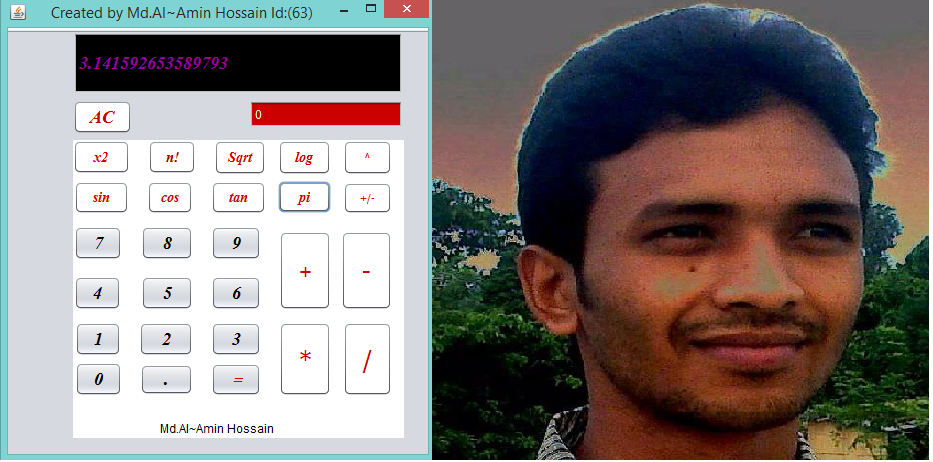 Created by Md.Al~Amin Hossain Id:(63)
3.141592653589793
AC 0
x2 n! Sqrt log ^
sin cos tan pi +/-
7 8 9
+ -
4 5 6
1 2 3
* /
0 . =
Md.Al~Amin Hossain